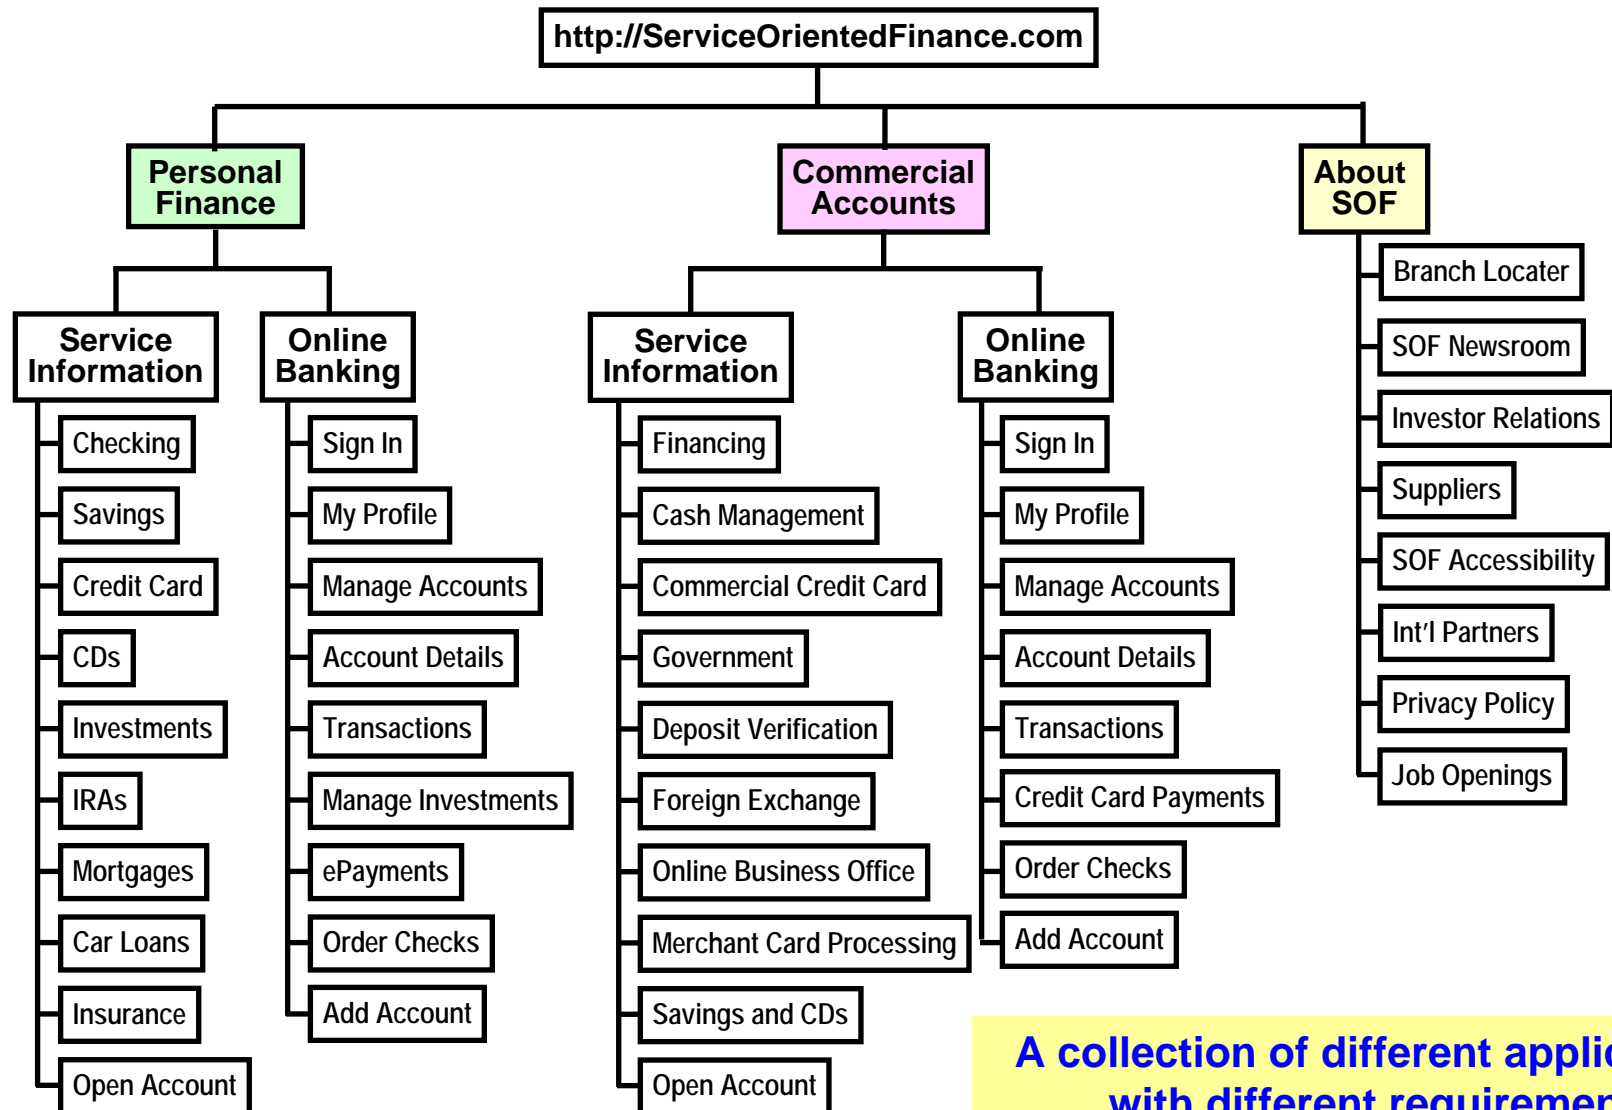 http://ServiceOrientedFinance.com
Personal
Finance
Commercial
Accounts
About
SOF
Service
Information
Checking
Savings
Credit Card
CDs
Investments
IRAs
Mortgages
Car Loans
Insurance
Open Account
Online
Banking
Sign In
My Profile
Manage Accounts
Account Details
Transactions
Manage Investments
ePayments
Order Checks
Add Account
Service
Information
Financing
Cash Management
Commercial Credit Card
Government
Deposit Verification
Foreign Exchange
Online Business Office
Merchant Card Processing
Savings and CDs
Open Account
Online
Banking
Sign In
My Profile
Manage Accounts
Account Details
Transactions
Credit Card Payments
Order Checks
Add Account
Branch Locater
SOF Newsroom
Investor Relations
Suppliers
SOF Accessibility
Int'l Partners
Privacy Policy
Job Openings
A collection of different
with different